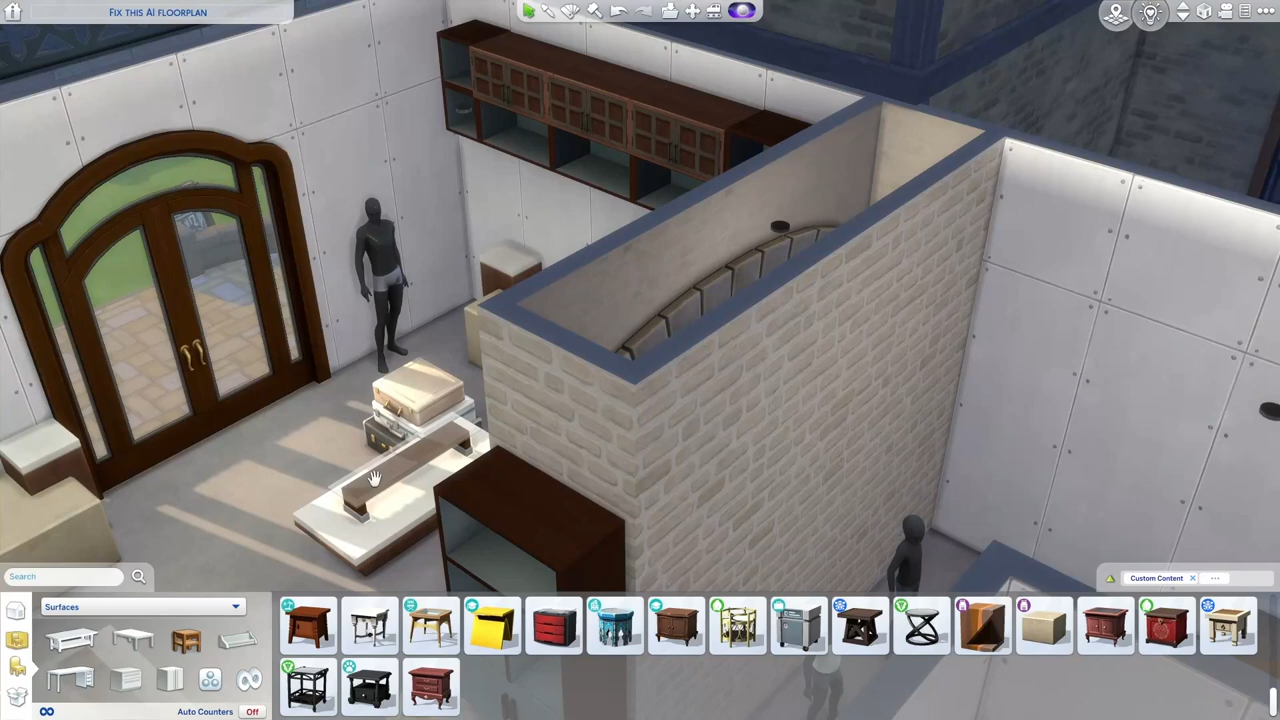 FIX THIS AI FLOORPLAN
Custom Content
Search
Surfaces
Auto Counters
Off